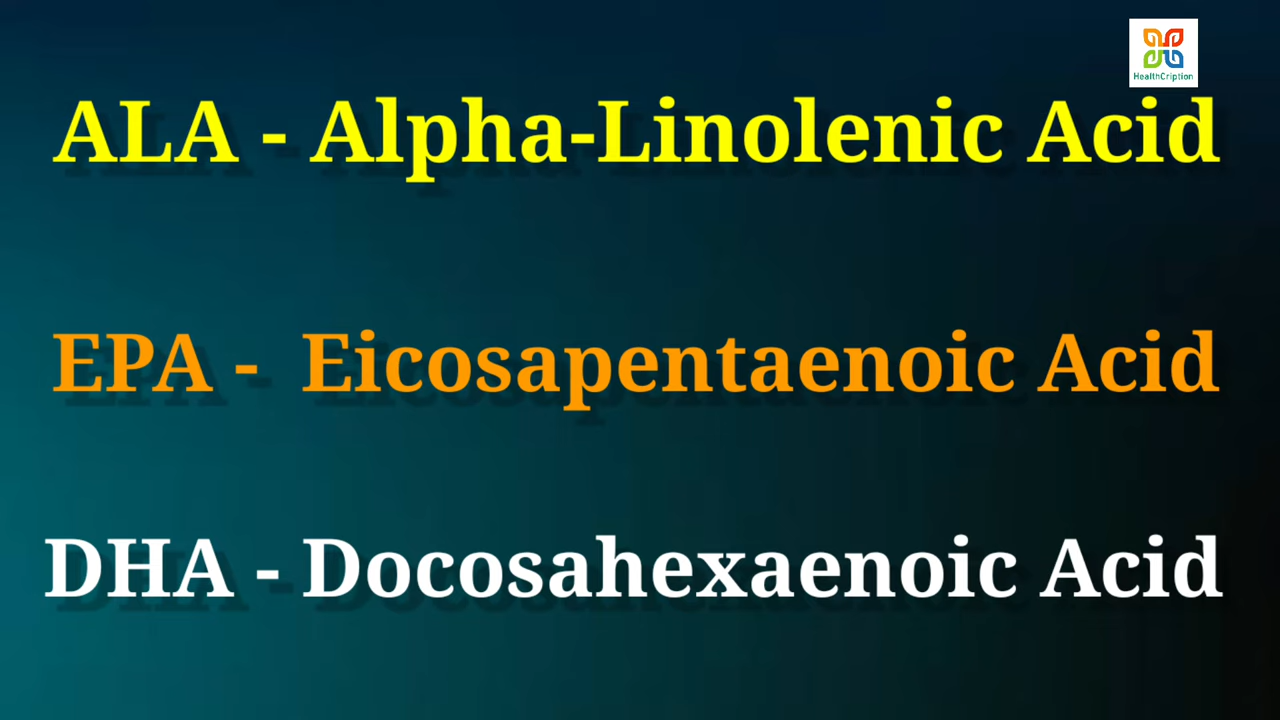 HealthCription
ALA - Alpha-Linolenic Acid
EPA - Eicosapentaenoic Acid
DHA - Docosahexaenoic Acid